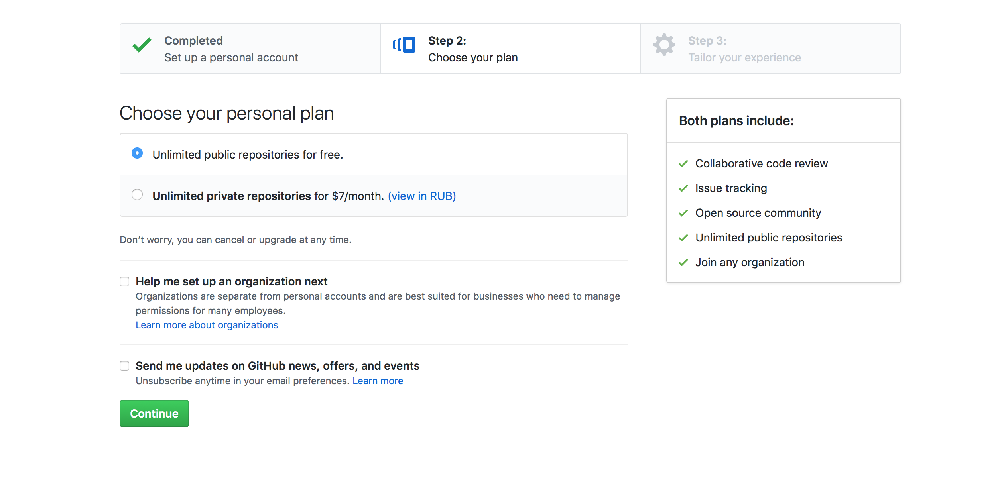 Completed
Set up a personal account
Step 2:
Choose your plan
Step 3:
Tailor your experience
Choose your personal plan
Unlimited public repositories for free.
Unlimited private repositories for $7/month. (view in RUB)
Don’t worry, you can cancel or upgrade at any time.
Help me set up an organization next
Organizations are separate from personal accounts and are best suited for businesses who need to manage
permissions for many employees.
Learn more about organizations
Send me updates on GitHub news, offers, and events
Unsubscribe anytime in your email preferences. Learn more
Continue
Both plans include:
Collaborative code review
Issue tracking
Open source community
Unlimited public repositories
Join any organization